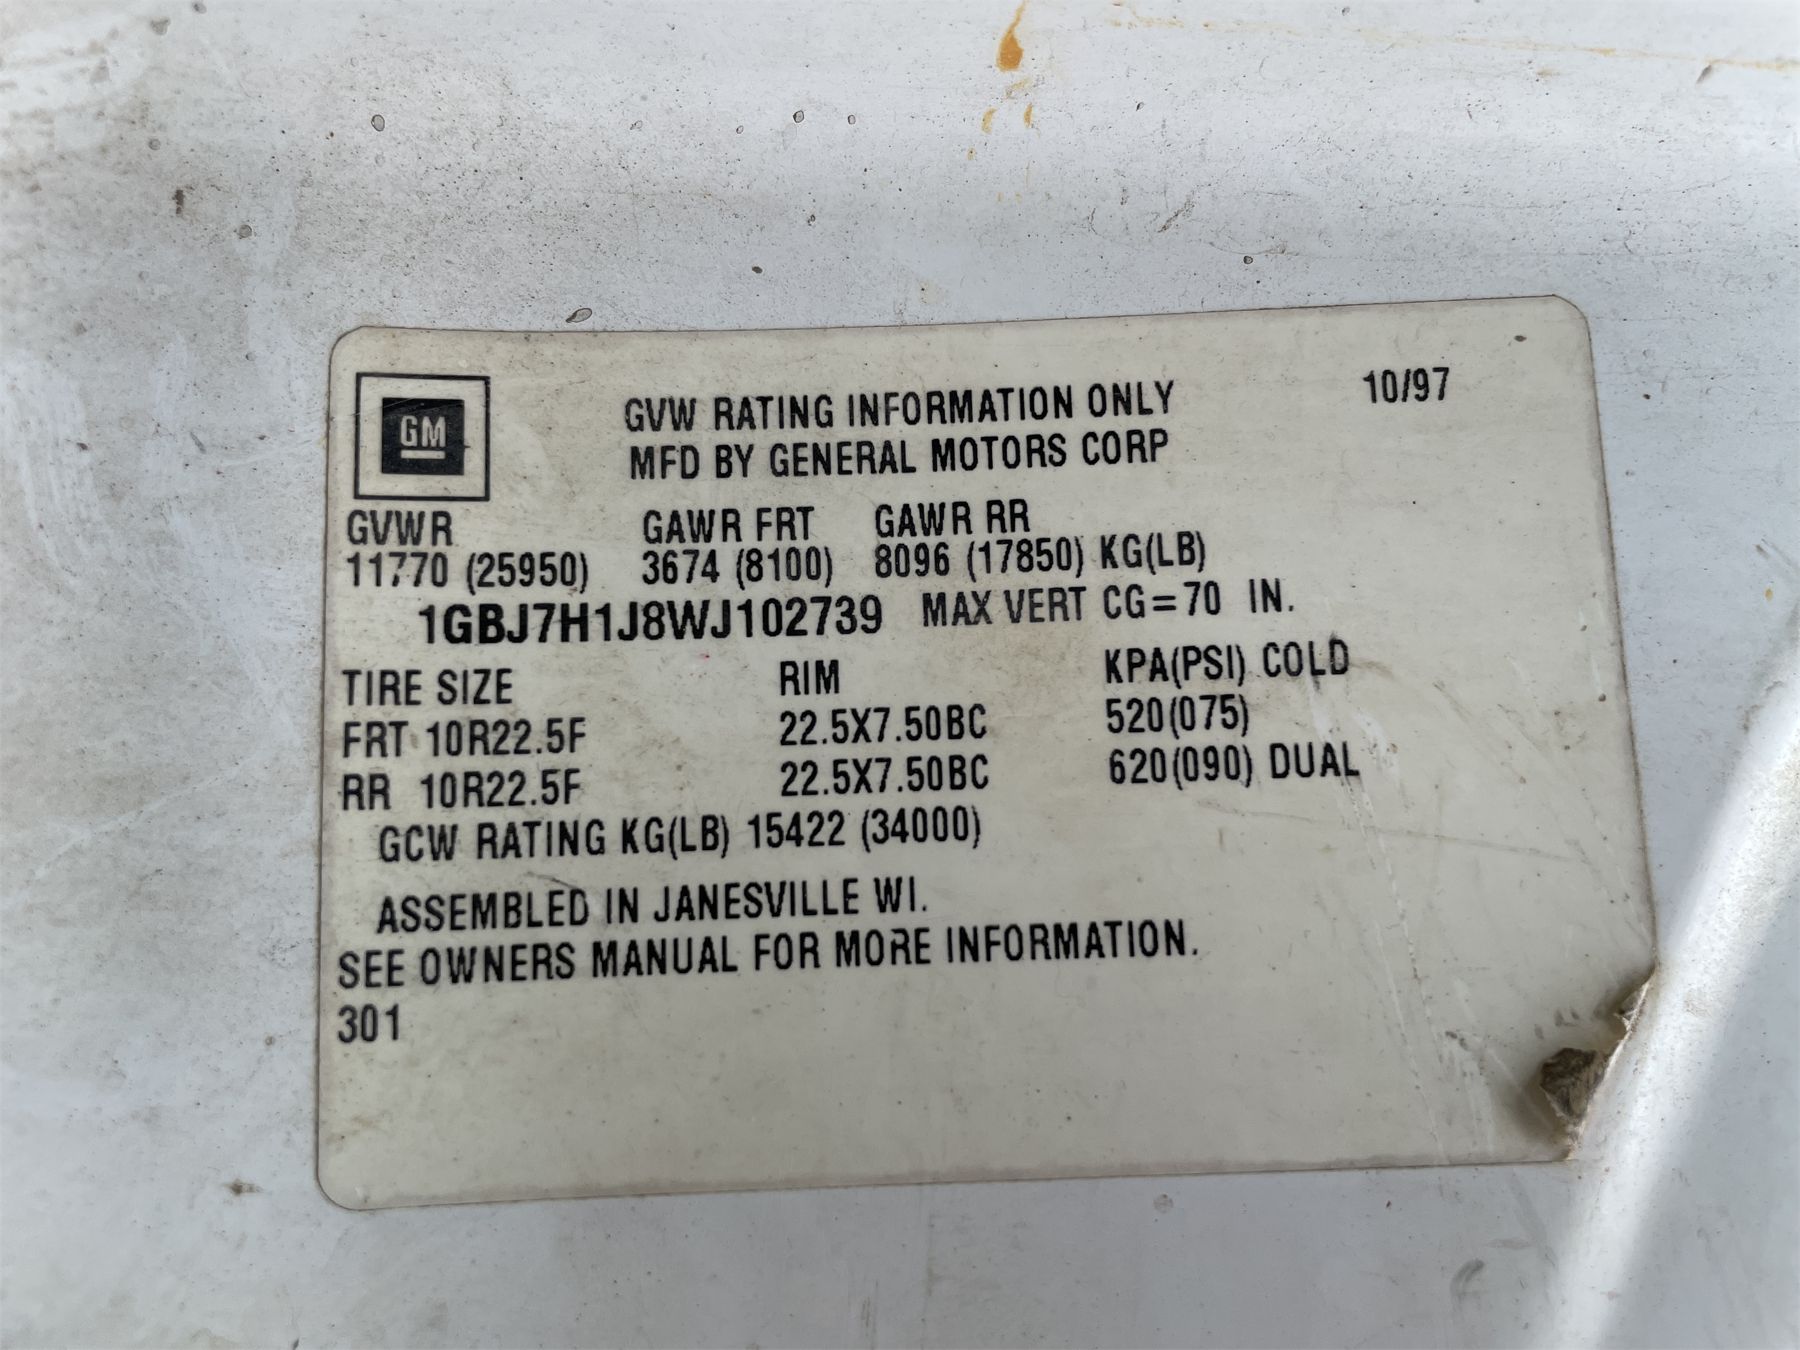 GM
GVW RATING INFORMATION ONLY 10/97
MFD BY GENERAL MOTORS CORP
GVWR GAWR FRT GAWR RR
11770 (25950) 3674 (8100) 8096 (17850) KG(LB)
1GBJ7H1J8WJ102739 MAX VERT CG=70 IN.
TIRE SIZE RIM KPA(PSI) COLD
FRT 10R22.5F 22.5X7.50BC 520(075)
RR 10R22.5F 22.5X7.50BC 620(090) DUAL
GCW RATING KG(LB) 15422 (34000)
ASSEMBLED IN JANESVILLE WI.
SEE OWNERS MANUAL FOR MORE INFORMATION.
301